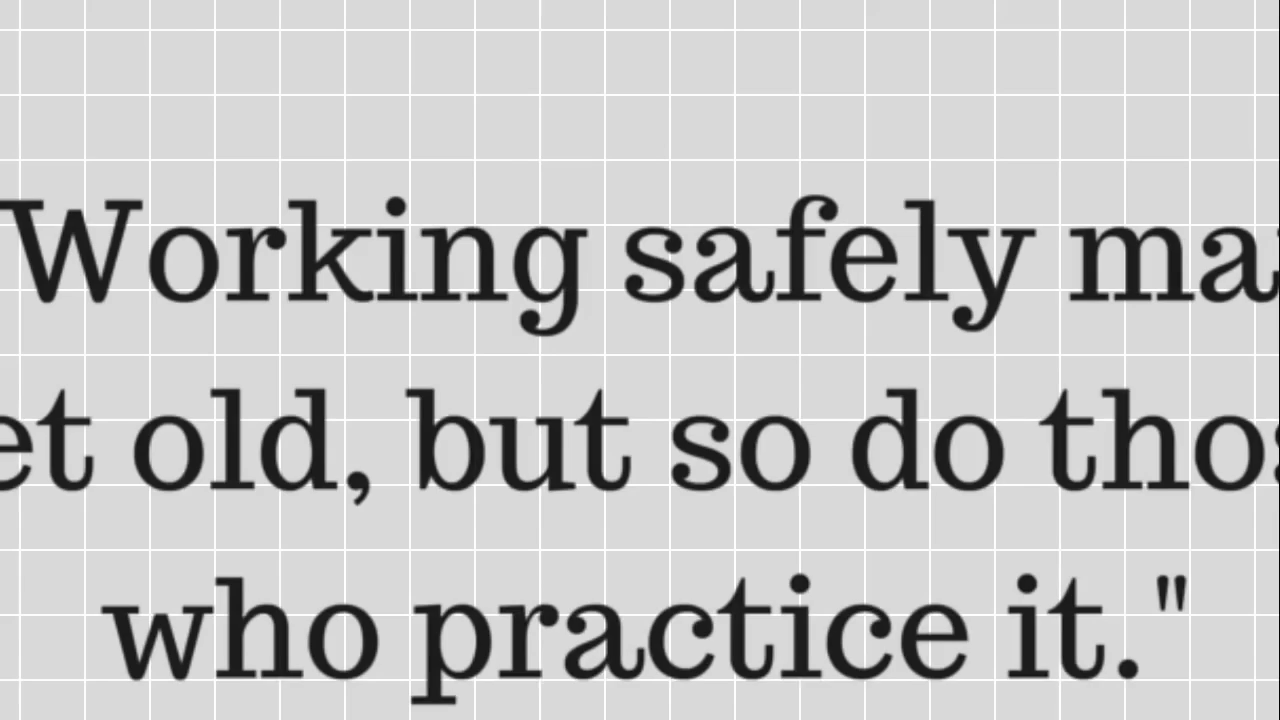 Working safely ma
et old, but so do thos
who practice it."